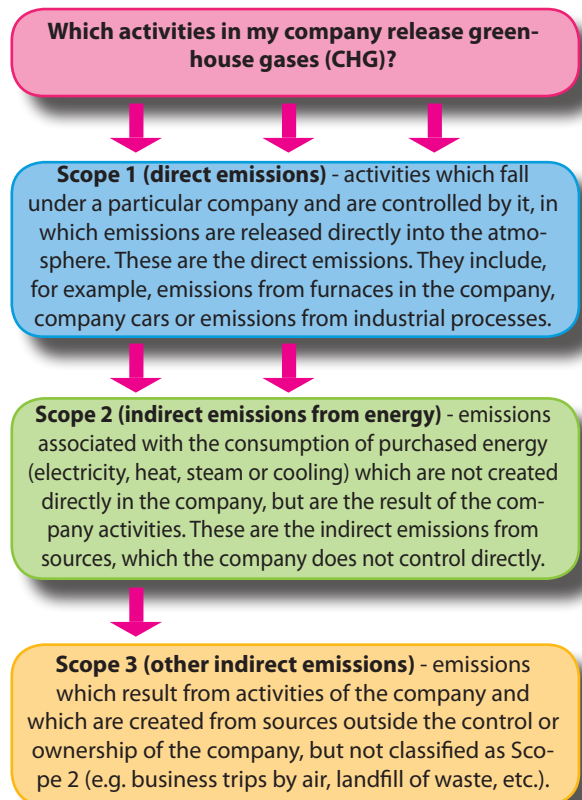 Which activities in my company release green-
house gases (CHG)?
Scope 1 (direct emissions) - activities which fall
under a particular company and are controlled by it, in
which emissions are released directly into the atmo-
sphere. These are the direct emissions. They include,
for example, emissions from furnaces in the company,
company cars or emissions from industrial processes.
Scope 2 (indirect emissions from energy) - emissions
associated with the consumption of purchased energy
(electricity, heat, steam or cooling) which are not created
directly in the company, but are the result of the com-
pany activities. These are the indirect emissions from
sources, which the company does not control directly.
Scope 3 (other indirect emissions) - emissions
which result from activities of the company and
which are created from sources outside the control or
ownership of the company, but not classified as Sco-
pe 2 (e.g. business trips by air, landfill of waste, etc.).